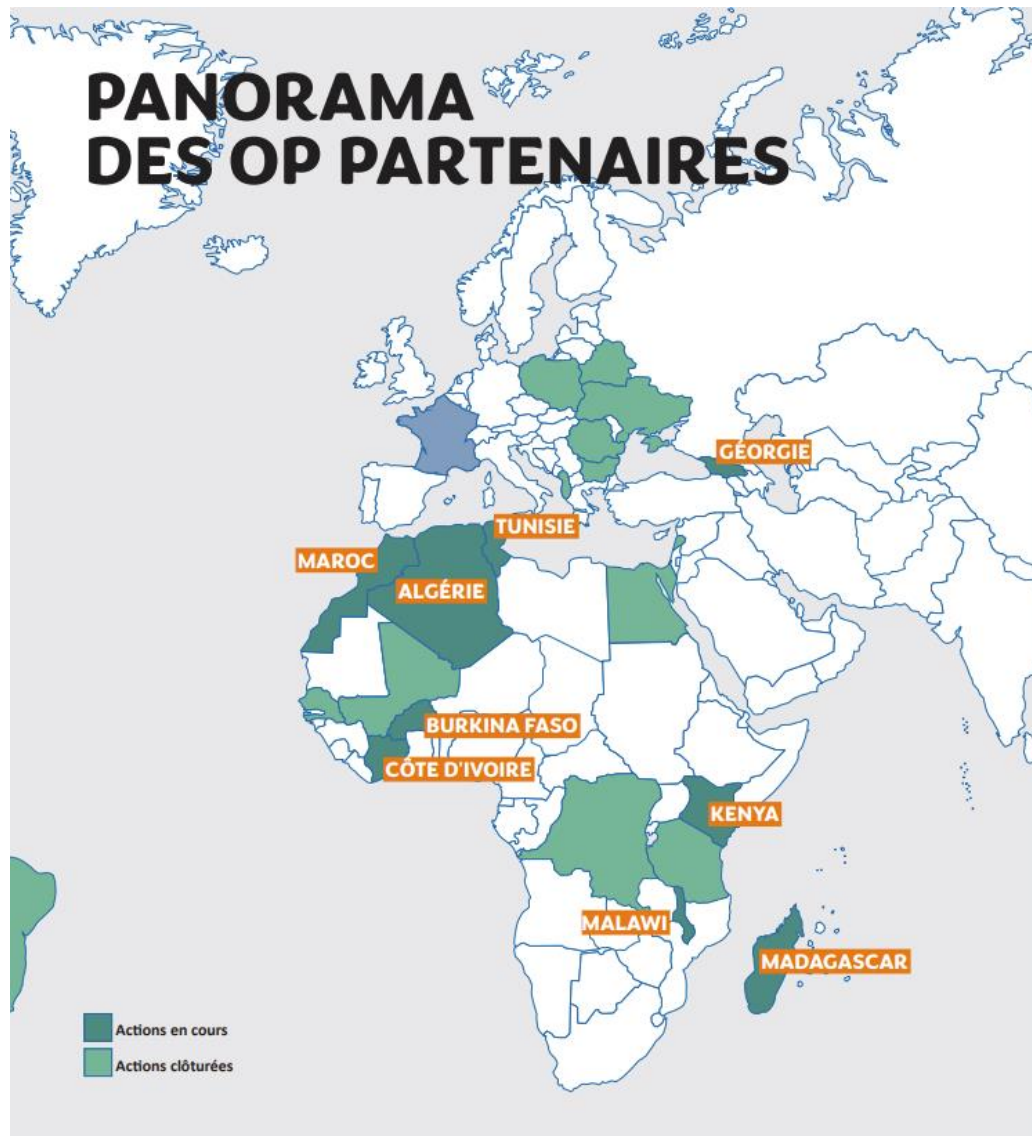 PANORAMA
DES OP PARTENAIRES
GÉORGIE
TUNISIE
MAROC
ALGÉRIE
BURKINA FASO
CÔTE D'IVOIRE
KENYA
MALAWI
MADAGASCAR
Actions en cours
Actions clôturées